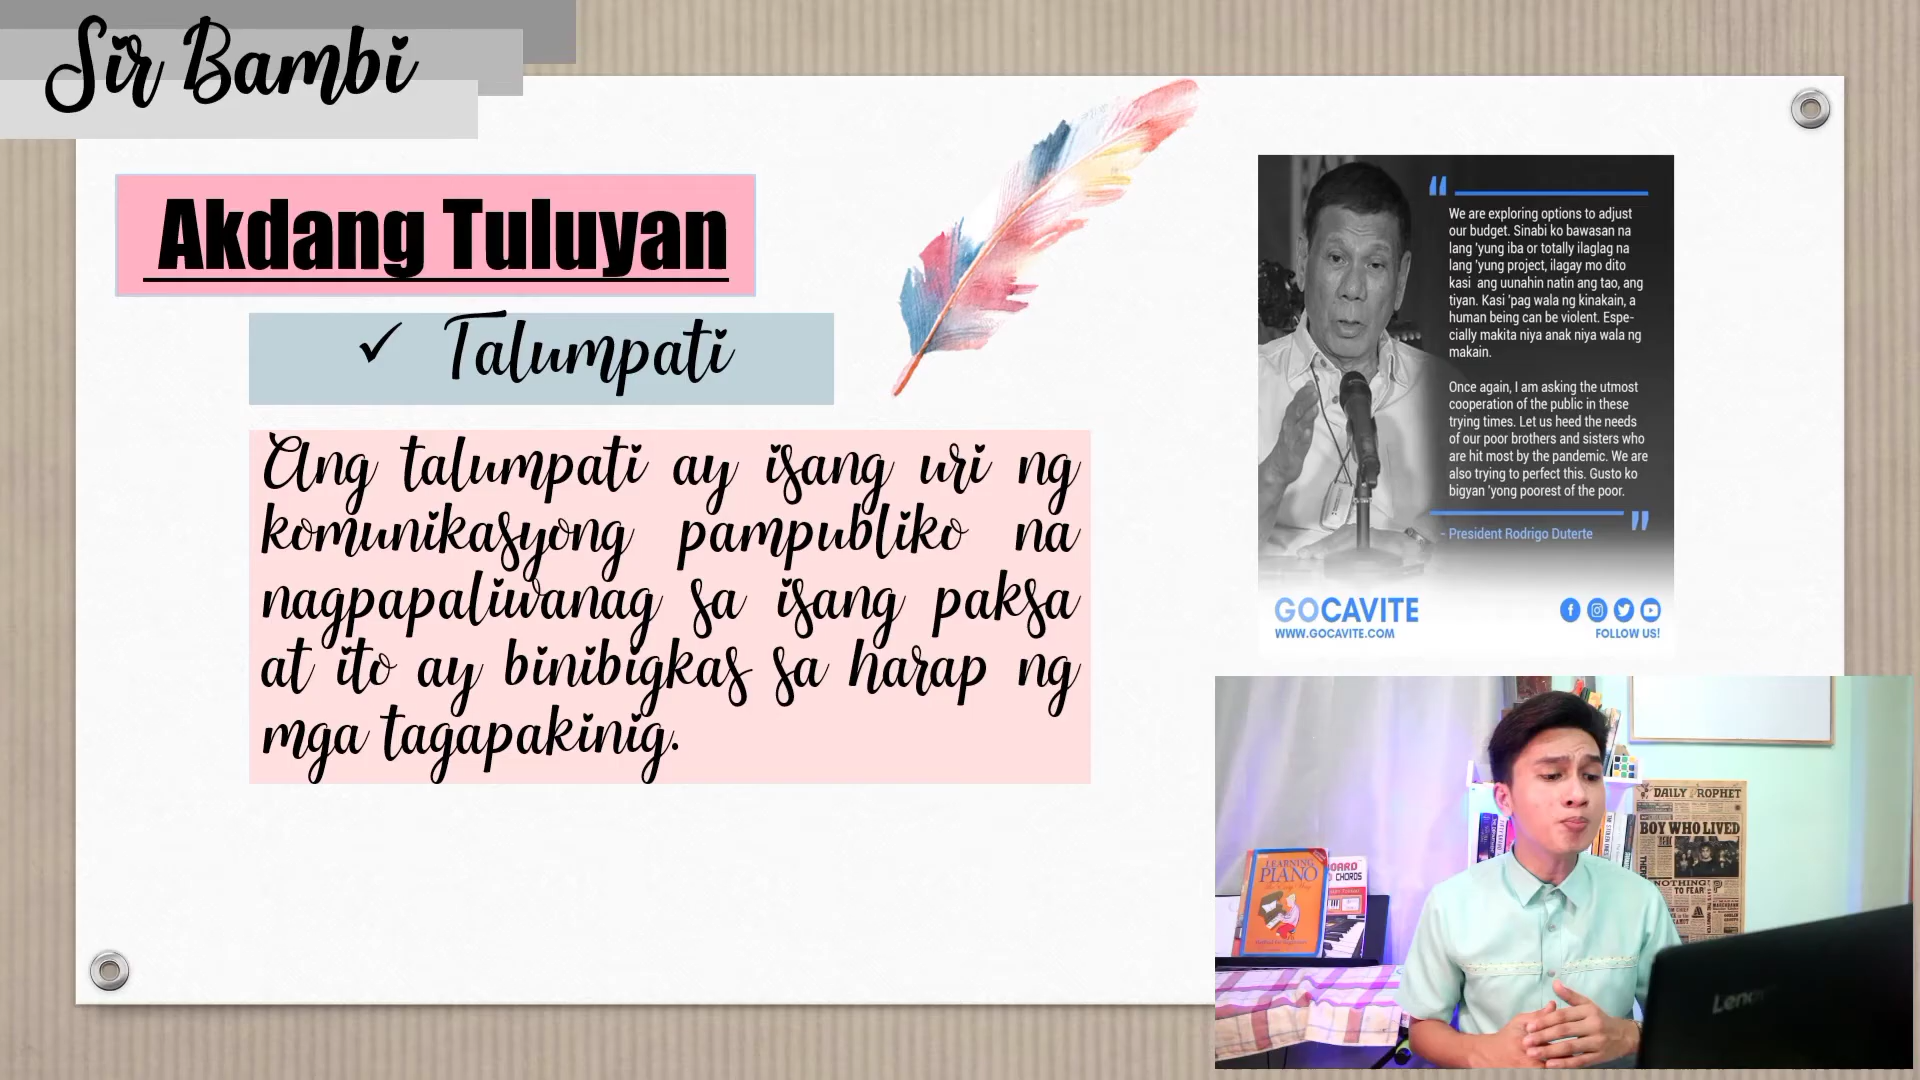 Sir Bambi
Akdang Tuluyan
✓ Talumpati
Ang talumpati ay isang uri ng
komunikasyong pampubliko na
nagpapaliwanag sa isang paksa
at ito ay binibigkas sa harap ng
mga tagapakinig.
“
We are exploring options to adjust
our budget. Sinabi ko bawasan na
lang 'yung iba or totally ilaglag na
lang 'yung project, ilagay mo dito
kasi ang uunahin natin ang tao, ang
tiyan. Kasi 'pag wala ng kinakain, a
human being can be violent. Espe-
cially makita niya anak niya wala ng
makain.
Once again, I am asking the utmost
cooperation of the public in these
trying times. Let us heed the needs
of our poor brothers and sisters who
are hit most by the pandemic. We are
also trying to perfect this. Gusto ko
bigyan 'yong poorest of the poor.
”
- President Rodrigo Duterte
GOCAVITE
WWW.GOCAVITE.COM
FOLLOW US!
DAILY PROPHET
BOY WHO LIVED
NOTHING
TO FEAR
LEARNING
PIANO
CHORDS